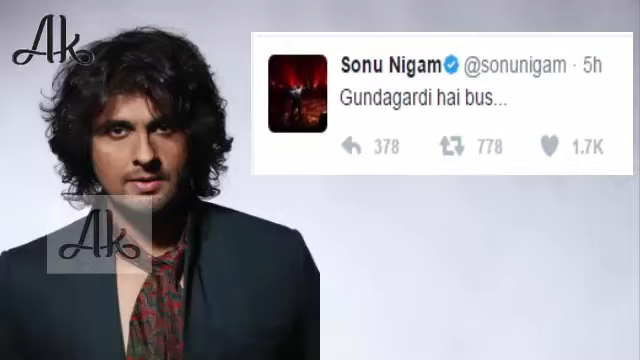 Ak
Sonu Nigam @sonunigam · 5h
Gundagardi hai bus...
378 778 1.7K
Ak